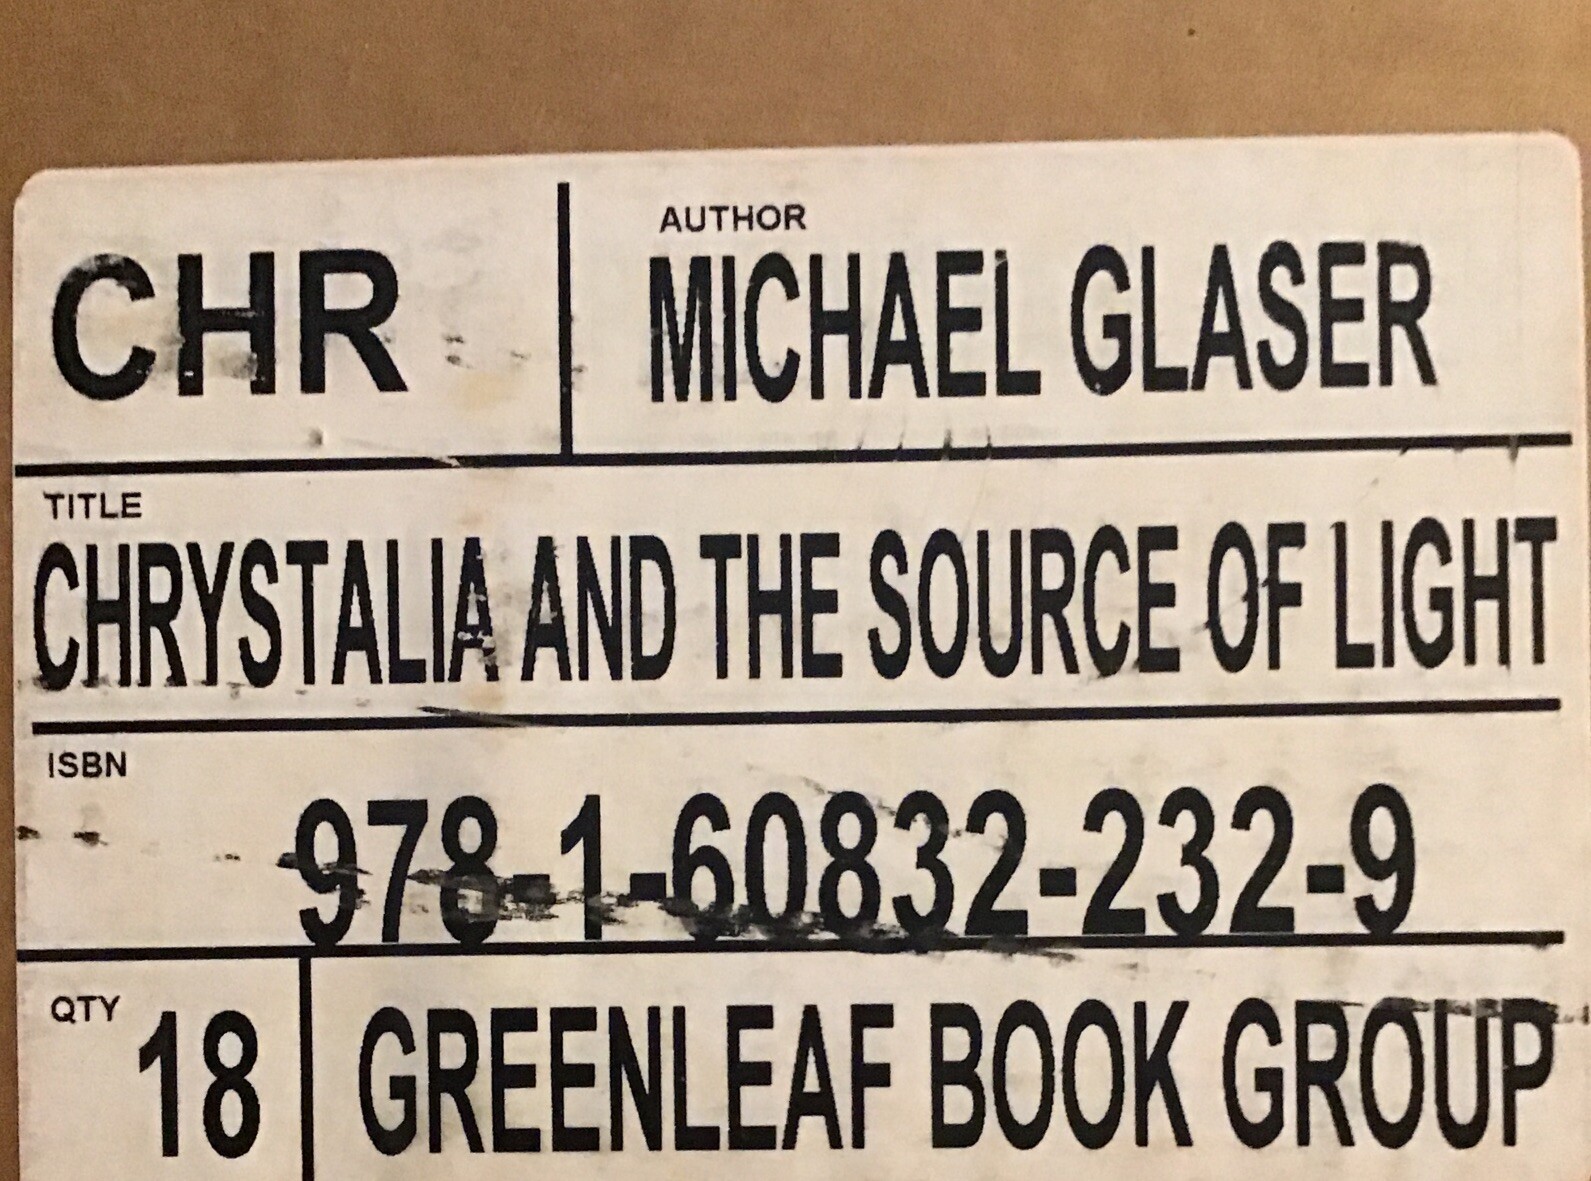 CHR
AUTHOR
MICHAEL GLASER
TITLE
CHRYSTALIA AND THE SOURCE OF LIGHT
ISBN
978-1-60832-232-9
QTY 18
GREENLEAF BOOK GROUP